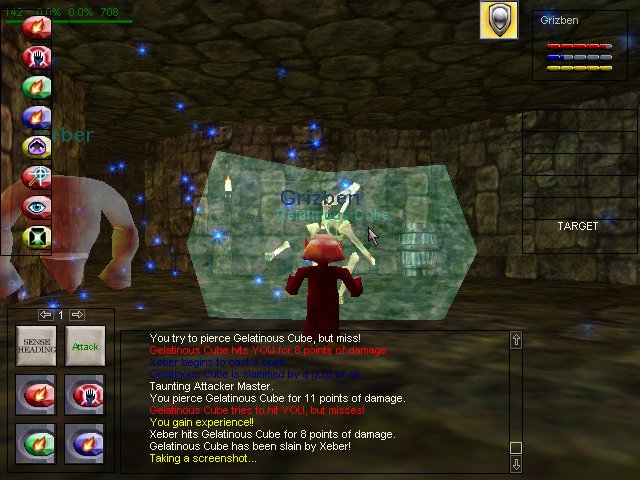 142 0.0% 0.0% 708
Grizben
Xeber
Grizben
Gelatinous Cube
TARGET
1
SENSE HEADING
Attack
You try to pierce Gelatinous Cube, but miss!
Gelatinous Cube hits YOU for 8 points of damage.
Xeber begins to cast a spell.
Gelatinous Cube is slammed by a gust of air.
Taunting Attacker Master.
You pierce Gelatinous Cube for 11 points of damage.
Gelatinous Cube tries to hit YOU, but misses!
You gain experience!!
Xeber hits Gelatinous Cube for 8 points of damage.
Gelatinous Cube has been slain by Xeber!
Taking a screenshot...